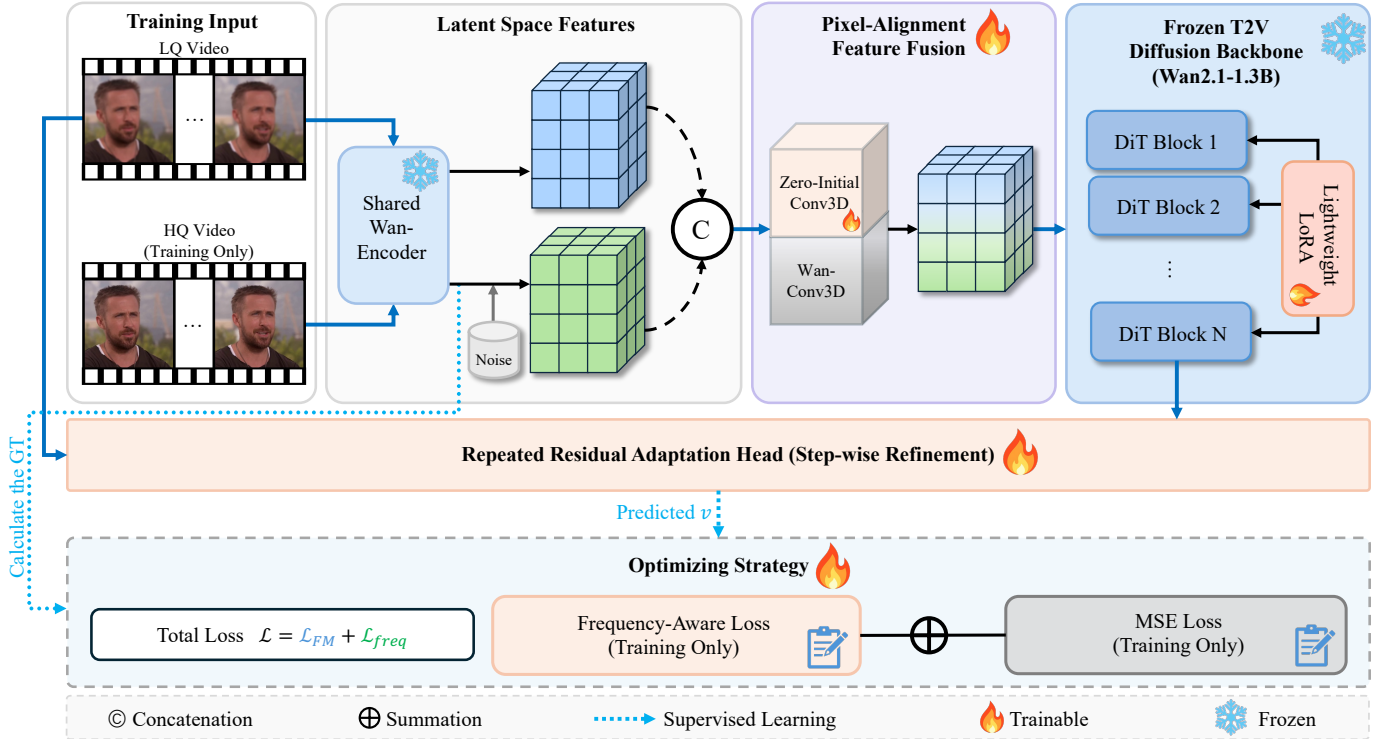 Training Input
LQ Video
...
HQ Video
(Training Only)
...
Latent Space Features
Shared
Wan-
Encoder
Noise
C
Pixel-Alignment
Feature Fusion
Zero-Initial
Conv3D
Wan-
Conv3D
Frozen T2V
Diffusion Backbone
(Wan2.1-1.3B)
DiT Block 1
DiT Block 2
⋮
DiT Block N
Lightweight
LoRA
Repeated Residual Adaptation Head (Step-wise Refinement)
Calculate the GT
Predicted v
Optimizing Strategy
Total Loss ℒ = ℒ_FM + ℒ_freq
Frequency-Aware Loss
(Training Only)
MSE Loss
(Training Only)
© Concatenation
⊕ Summation
Supervised Learning
Trainable
Frozen